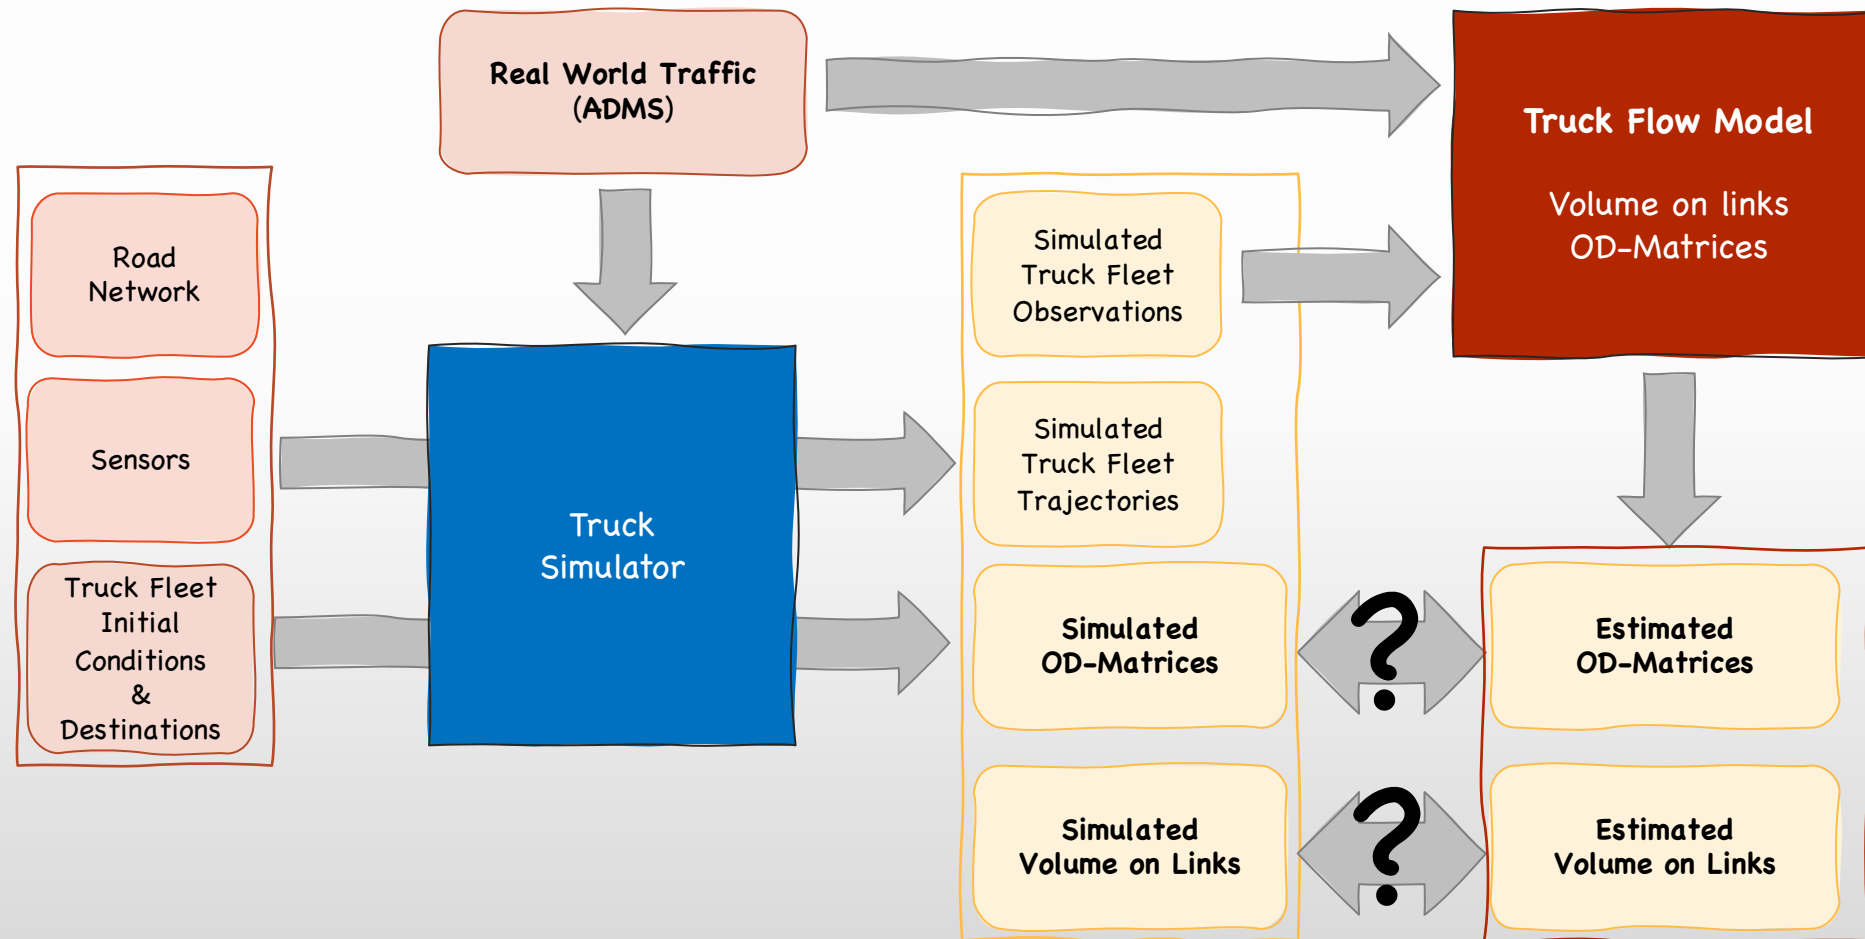 Real World Traffic
(ADMS)
Truck Flow Model
Volume on links
OD-Matrices
Road
Network
Sensors
Truck Fleet
Initial
Conditions
&
Destinations
Truck
Simulator
Simulated
Truck Fleet
Observations
Simulated
Truck Fleet
Trajectories
Simulated
OD-Matrices
?
Estimated
OD-Matrices
Simulated
Volume on Links
?
Estimated
Volume on Links